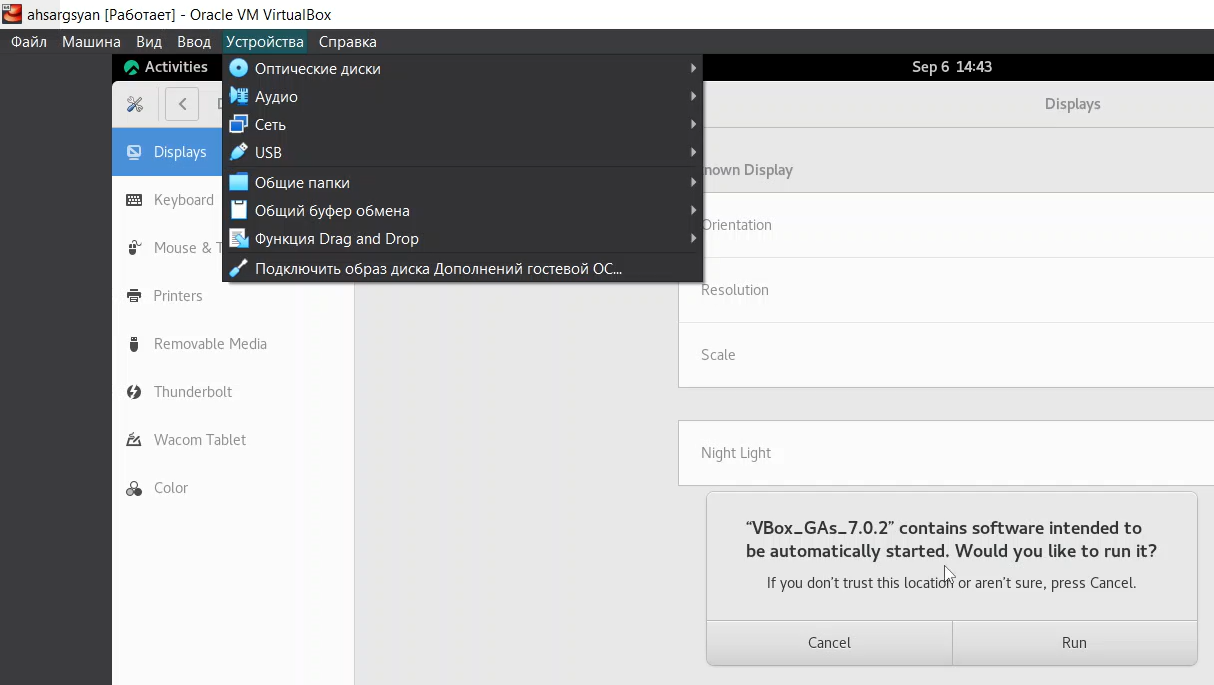 ahsargsyan [Работает] - Oracle VM VirtualBox
Файл Машина Вид Ввод Устройства Справка
Activities
Sep 6 14:43
Оптические диски
Аудио
Сеть
USB
Общие папки
Общий буфер обмена
Функция Drag and Drop
Подключить образ диска Дополнений гостевой ОС...
Displays
Keyboard
Mouse & T
Printers
Removable Media
Thunderbolt
Wacom Tablet
Color
Displays
nown Display
Orientation
Resolution
Scale
Night Light
“VBox_GAs_7.0.2” contains software intended to
be automatically started. Would you like to run it?
If you don’t trust this location or aren’t sure, press Cancel.
Cancel Run